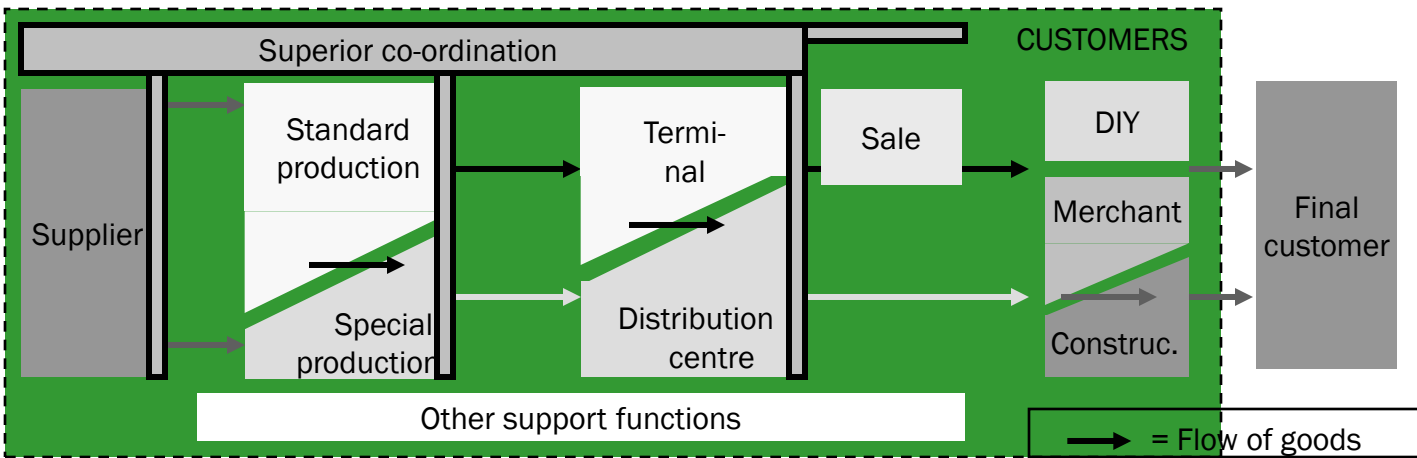 Superior co-ordination
CUSTOMERS
Supplier
Standard
production
Special
production
Termi-
nal
Distribution
centre
Sale
DIY
Merchant
Construc.
Final
customer
Other support functions
= Flow of goods